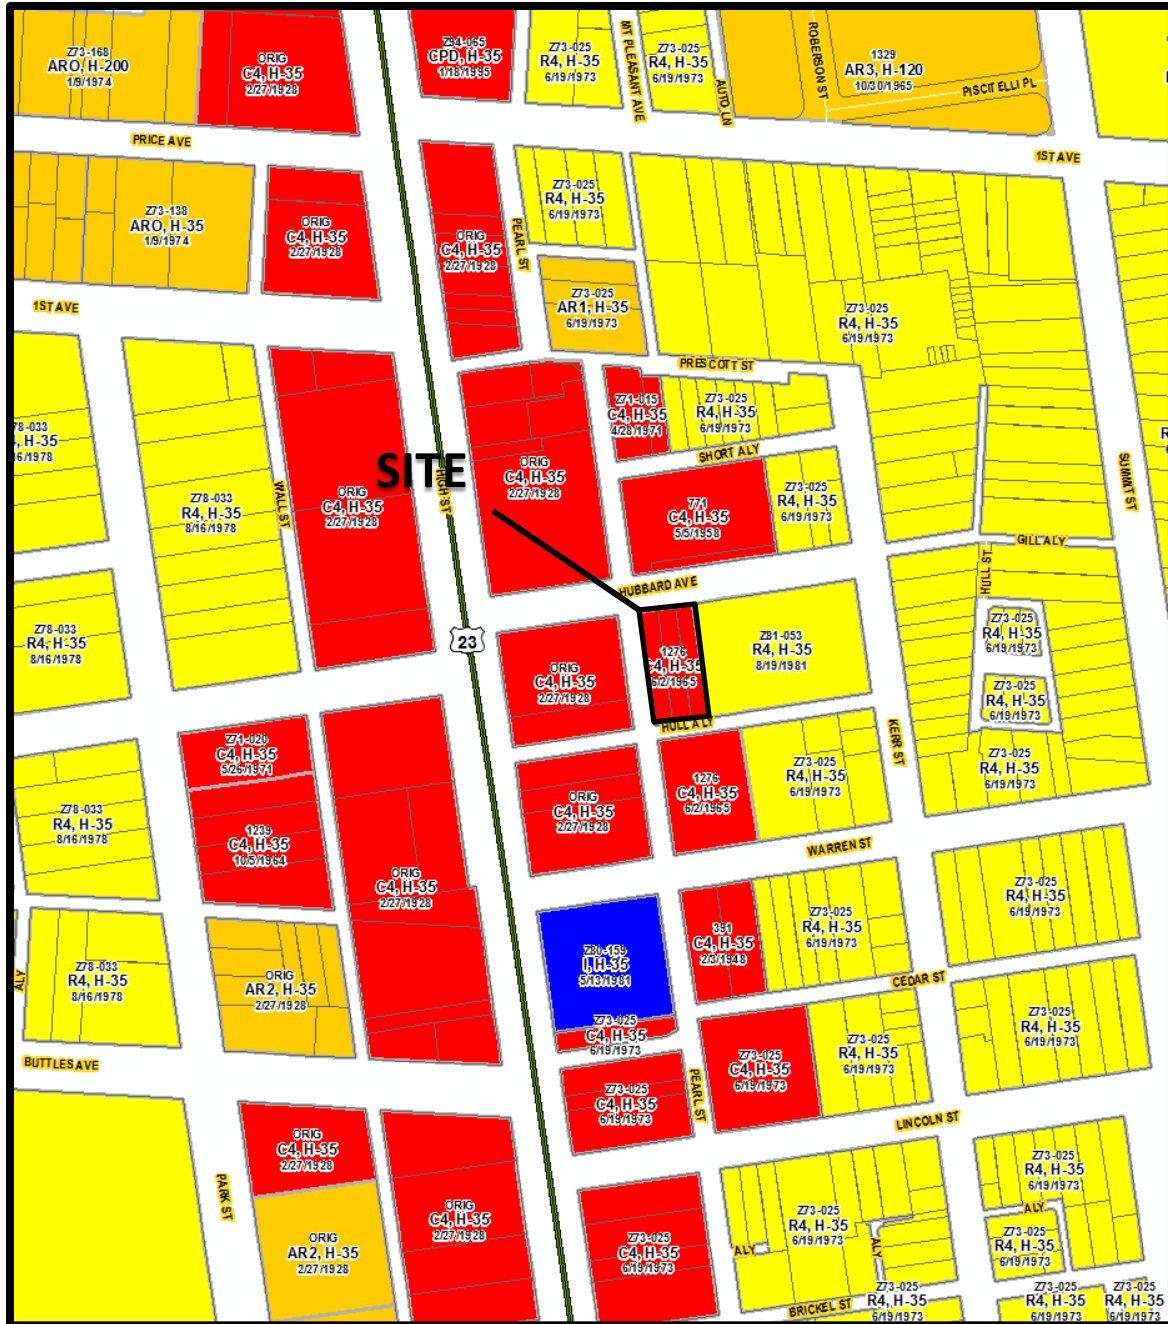 Z73-168
ARO, H-200
1/9/1974
ORIG
C4, H-35
2/27/1928
Z94-065
CPD, H-35
1/18/1995
Z73-025
R4, H-35
6/19/1973
MT PLEASANT AVE
Z73-025
R4, H-35
6/19/1973
AUTO LN
ROBERSON ST
1329
AR3, H-120
10/30/1965
PISCITELLI PL
PRICE AVE
1ST AVE
Z73-138
ARO, H-35
1/9/1974
ORIG
C4, H-35
2/27/1928
ORIG
C4, H-35
2/27/1928
PEARL ST
Z73-025
R4, H-35
6/19/1973
Z73-025
AR1, H-35
6/19/1973
Z73-025
R4, H-35
6/19/1973
1ST AVE
PRESCOTT ST
Z71-015
C4, H-35
4/28/1971
Z73-025
R4, H-35
6/19/1973
SHORT ALY
78-033
, H-35
16/1978
Z78-033
R4, H-35
8/16/1978
WALL ST
ORIG
C4, H-35
2/27/1928
SITE
HIGH ST
ORIG
C4, H-35
2/27/1928
771
C4, H-35
5/5/1958
Z73-025
R4, H-35
6/19/1973
SUMMIT ST
GILL ALY
HULL ST
HUBBARD AVE
Z78-033
R4, H-35
8/16/1978
23
ORIG
C4, H-35
2/27/1928
1276
C4, H-35
6/2/1965
Z81-053
R4, H-35
8/19/1981
Z73-025
R4, H-35
6/19/1973
Z73-025
R4, H-35
6/19/1973
HULL ALY
KERR ST
Z71-020
C4, H-35
5/26/1971
Z78-033
R4, H-35
8/16/1978
1239
C4, H-35
10/5/1964
ORIG
C4, H-35
2/27/1928
ORIG
C4, H-35
2/27/1928
1276
C4, H-35
6/2/1965
Z73-025
R4, H-35
6/19/1973
Z73-025
R4, H-35
6/19/1973
WARREN ST
Z78-033
R4, H-35
8/16/1978
ALY
ORIG
AR2, H-35
2/27/1928
Z80-159
I, H-35
5/13/1981
391
C4, H-35
2/3/1948
Z73-025
R4, H-35
6/19/1973
Z73-025
R4, H-35
6/19/1973
CEDAR ST
Z73-025
C4, H-35
6/19/1973
BUTTLES AVE
Z73-025
C4, H-35
6/19/1973
PEARL ST
Z73-025
C4, H-35
6/19/1973
Z73-025
R4, H-35
6/19/1973
Z73-025
R4, H-35
6/19/1973
LINCOLN ST
ORIG
C4, H-35
2/27/1928
PARK ST
ORIG
AR2, H-35
2/27/1928
ORIG
C4, H-35
2/27/1928
Z73-025
C4, H-35
6/19/1973
Z73-025
R4, H-35
6/19/1973
ALY
ALY
Z73-025
R4, H-35
6/19/1973
ALY
Z73-025
R4, H-35
6/19/1973
BRICKEL ST
Z73-025
R4, H-35
6/19/1973
Z73-025
R4, H-35
6/19/1973
Z73-025
R4, H-35
6/19/1973